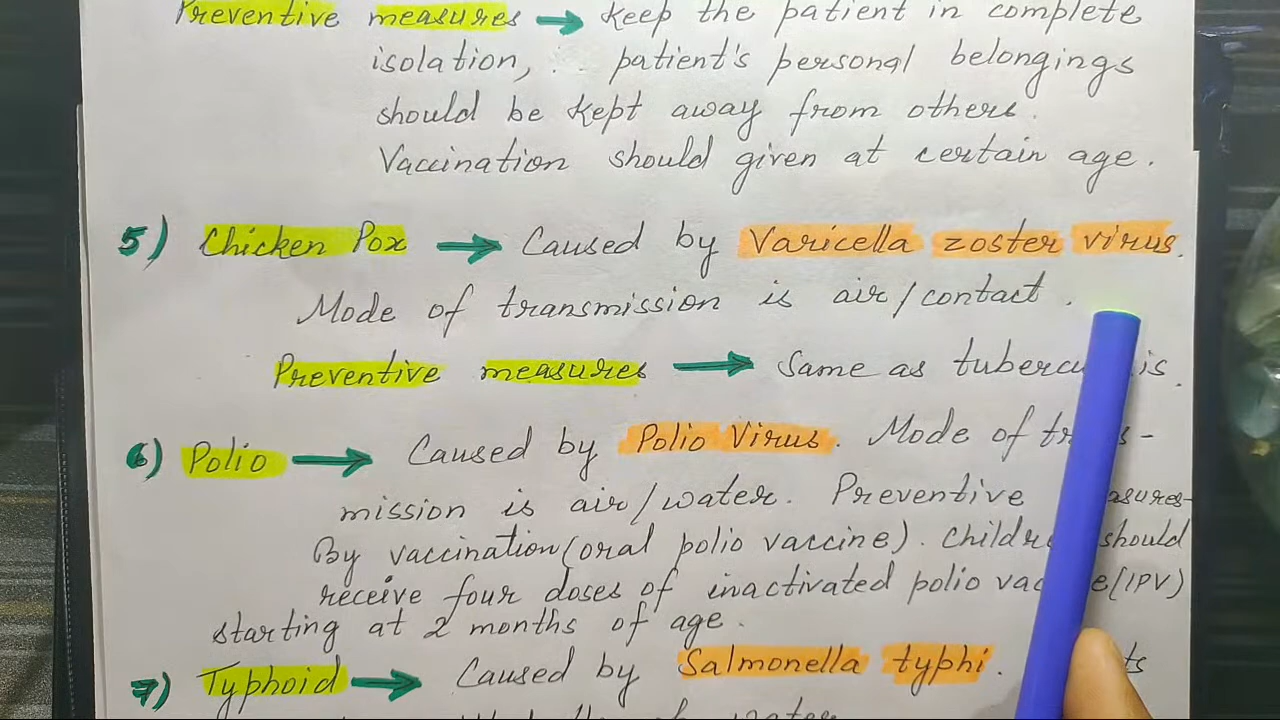 Preventive measures → Keep the patient in complete
isolation, patient's personal belongings
should be kept away from others.
Vaccination should given at certain age.
5) Chicken Pox → Caused by Varicella zoster virus.
Mode of transmission is air/contact.
Preventive measures → Same as
6) Polio → Caused by Polio Virus. Mode of
mission is air/water. Preventive
By vaccination (oral polio vaccine). should
receive four doses of inactivated polio (IPV)
starting at 2 months of age.
7) Typhoid → Caused by Salmonella typhi.